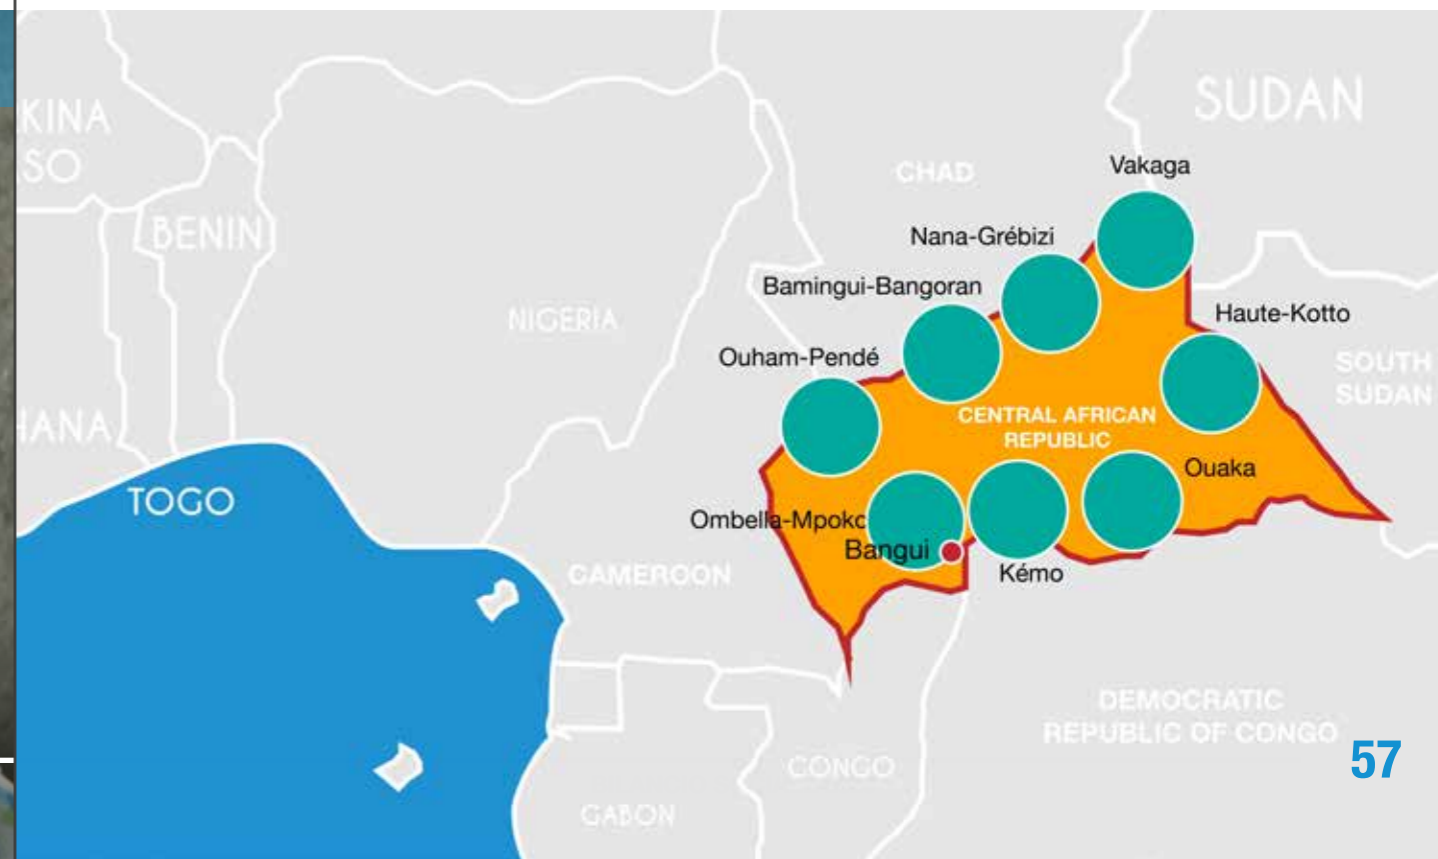 SUDAN
KINA
SO
Vakaga
CHAD
BENIN
Nana-Grébizi
Bamingui-Bangoran
NIGERIA
Haute-Kotto
Ouham-Pendé
SOUTH
SUDAN
HANA
CENTRAL AFRICAN
REPUBLIC
Ouaka
TOGO
Ombella-Mpoko
Bangui
Kémo
CAMEROON
DEMOCRATIC
REPUBLIC OF CONGO
57
CONGO
GABON